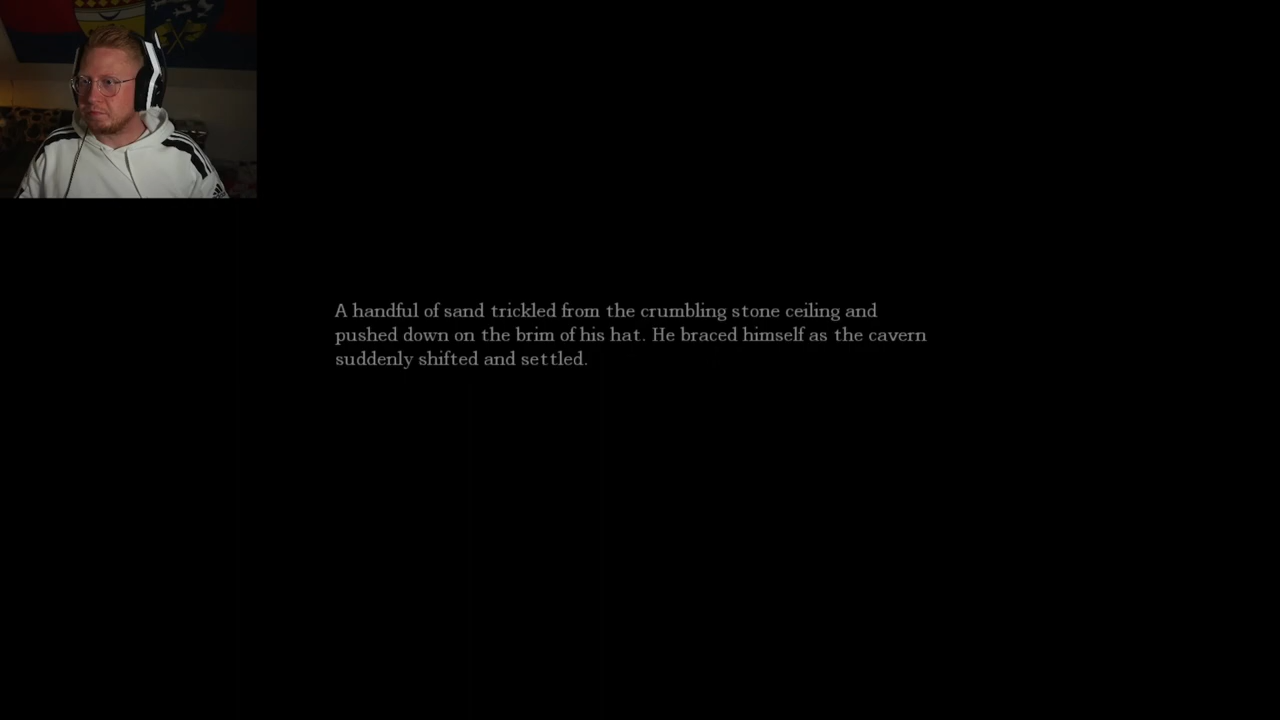 A handful of sand trickled from the crumbling stone ceiling and
pushed down on the brim of his hat. He braced himself as the cavern
suddenly shifted and settled.